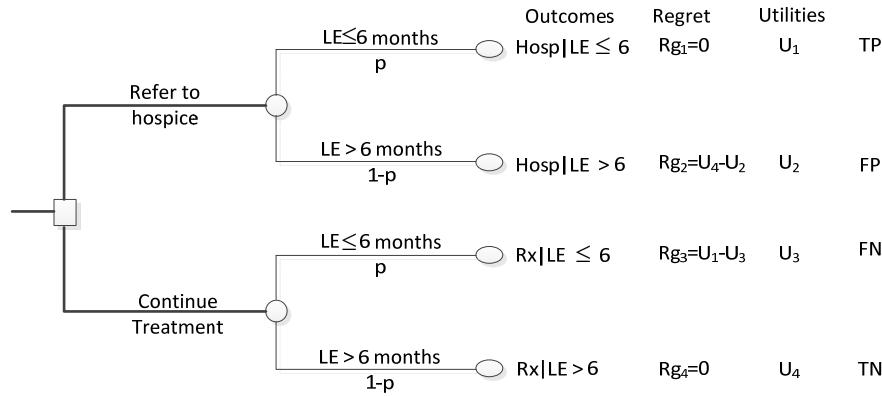 Outcomes Regret Utilities
LE≤6 months Hosp|LE ≤ 6 Rg₁=0 U₁ TP
p
Refer to
hospice
LE > 6 months Hosp|LE > 6 Rg₂=U₄-U₂ U₂ FP
1-p
LE≤6 months Rx|LE ≤ 6 Rg₃=U₁-U₃ U₃ FN
p
Continue
Treatment
LE > 6 months Rx|LE > 6 Rg₄=0 U₄ TN
1-p